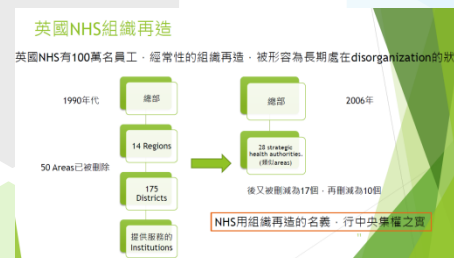 英國NHS組織再造
英國NHS有100萬名員工，經常性的組織再造，被形容為長期處在disorganization的狀
1990年代
總部
總部
2006年
14 Regions
28 strategic
health authorities.
(類似areas)
50 Areas已被刪除
175
Districts
後又被刪減為17個，再刪減為10個
NHS用組織再造的名義，行中央集權之實
提供服務的
Institutions